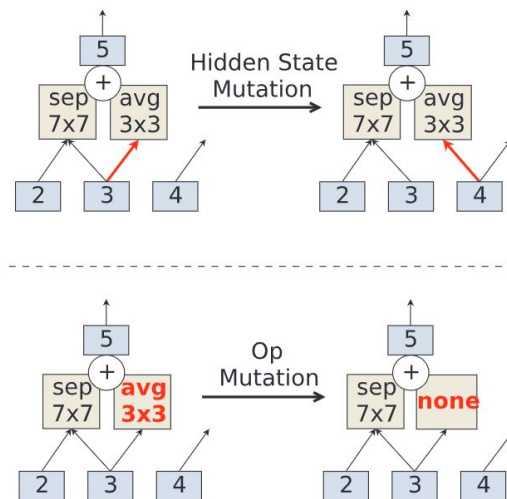 5
+
sep
7x7
avg
3x3
2
3
4
Hidden State
Mutation
5
+
sep
7x7
avg
3x3
2
3
4
5
+
sep
7x7
avg
3x3
2
3
4
Op
Mutation
5
+
sep
7x7
none
2
3
4